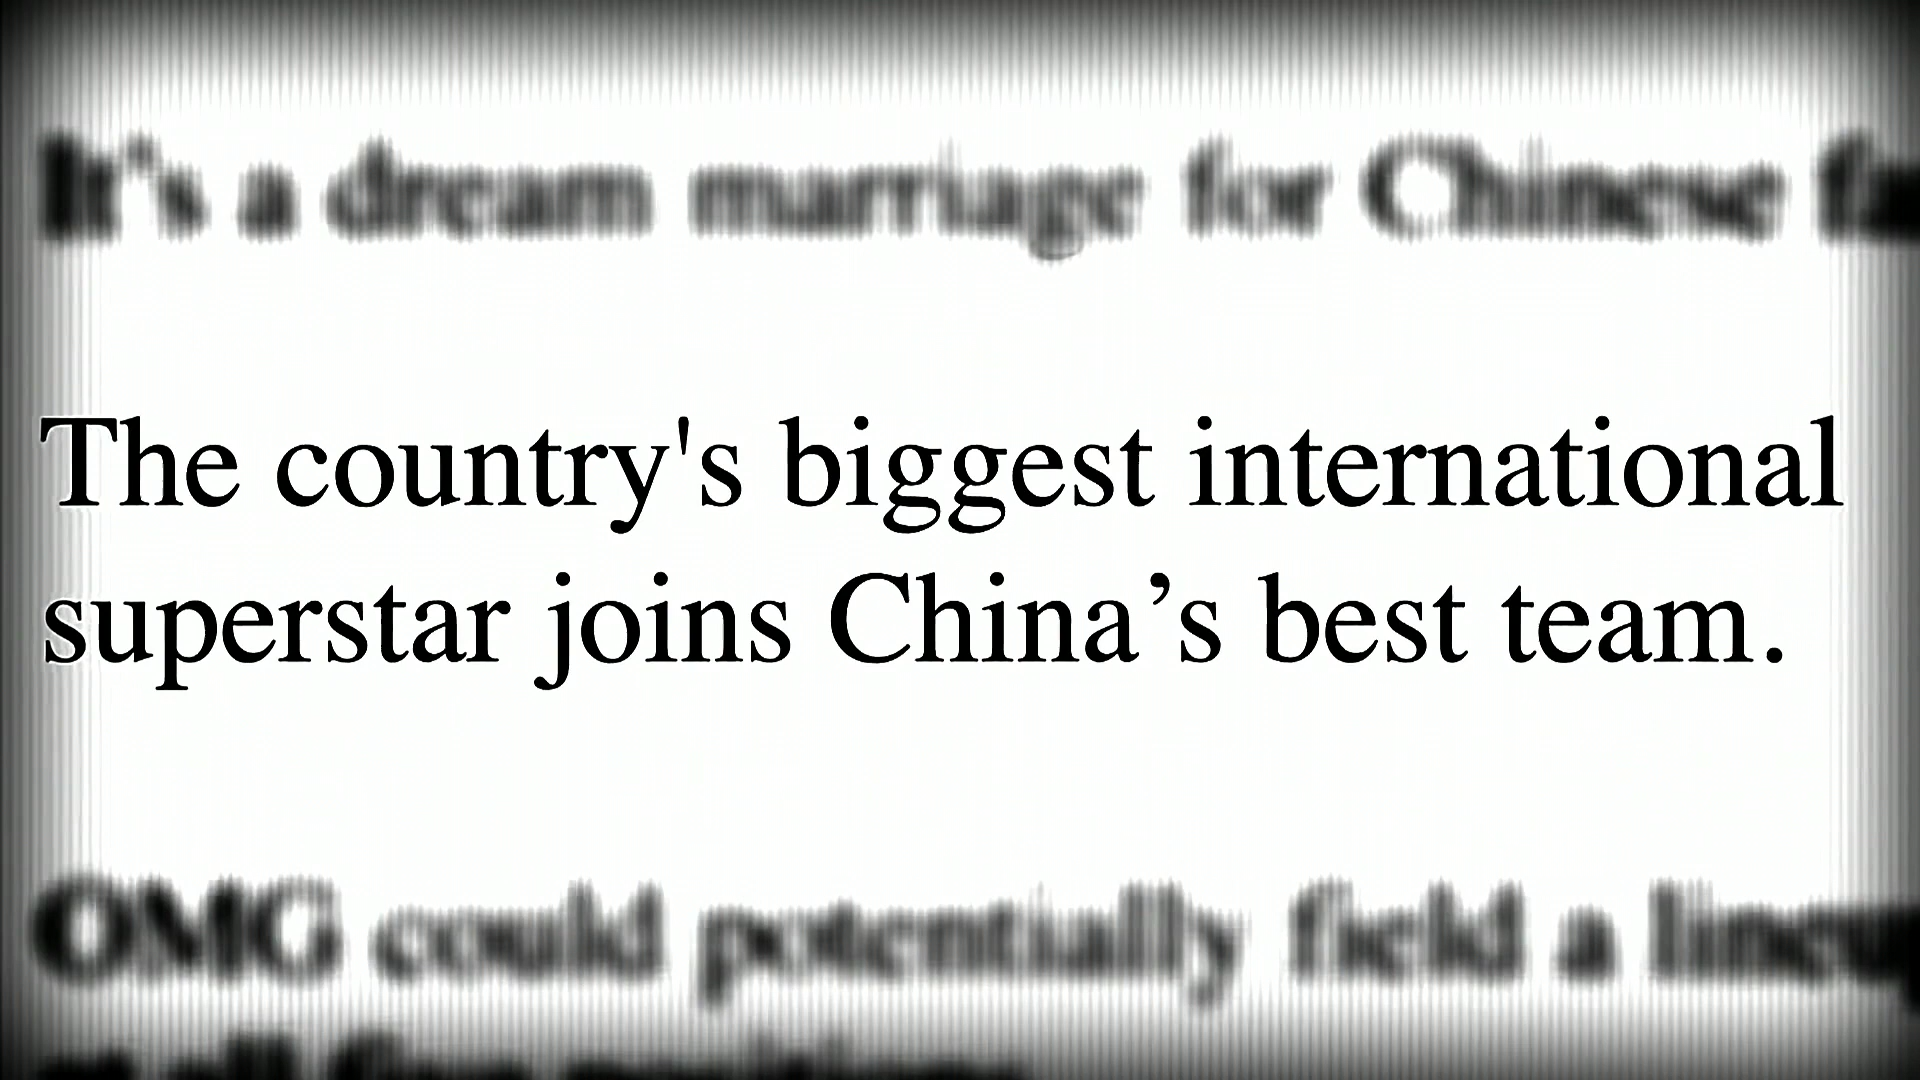 It's a dream marriage for Chinese
The country's biggest international
superstar joins China’s best team.
OMG could potentially field a